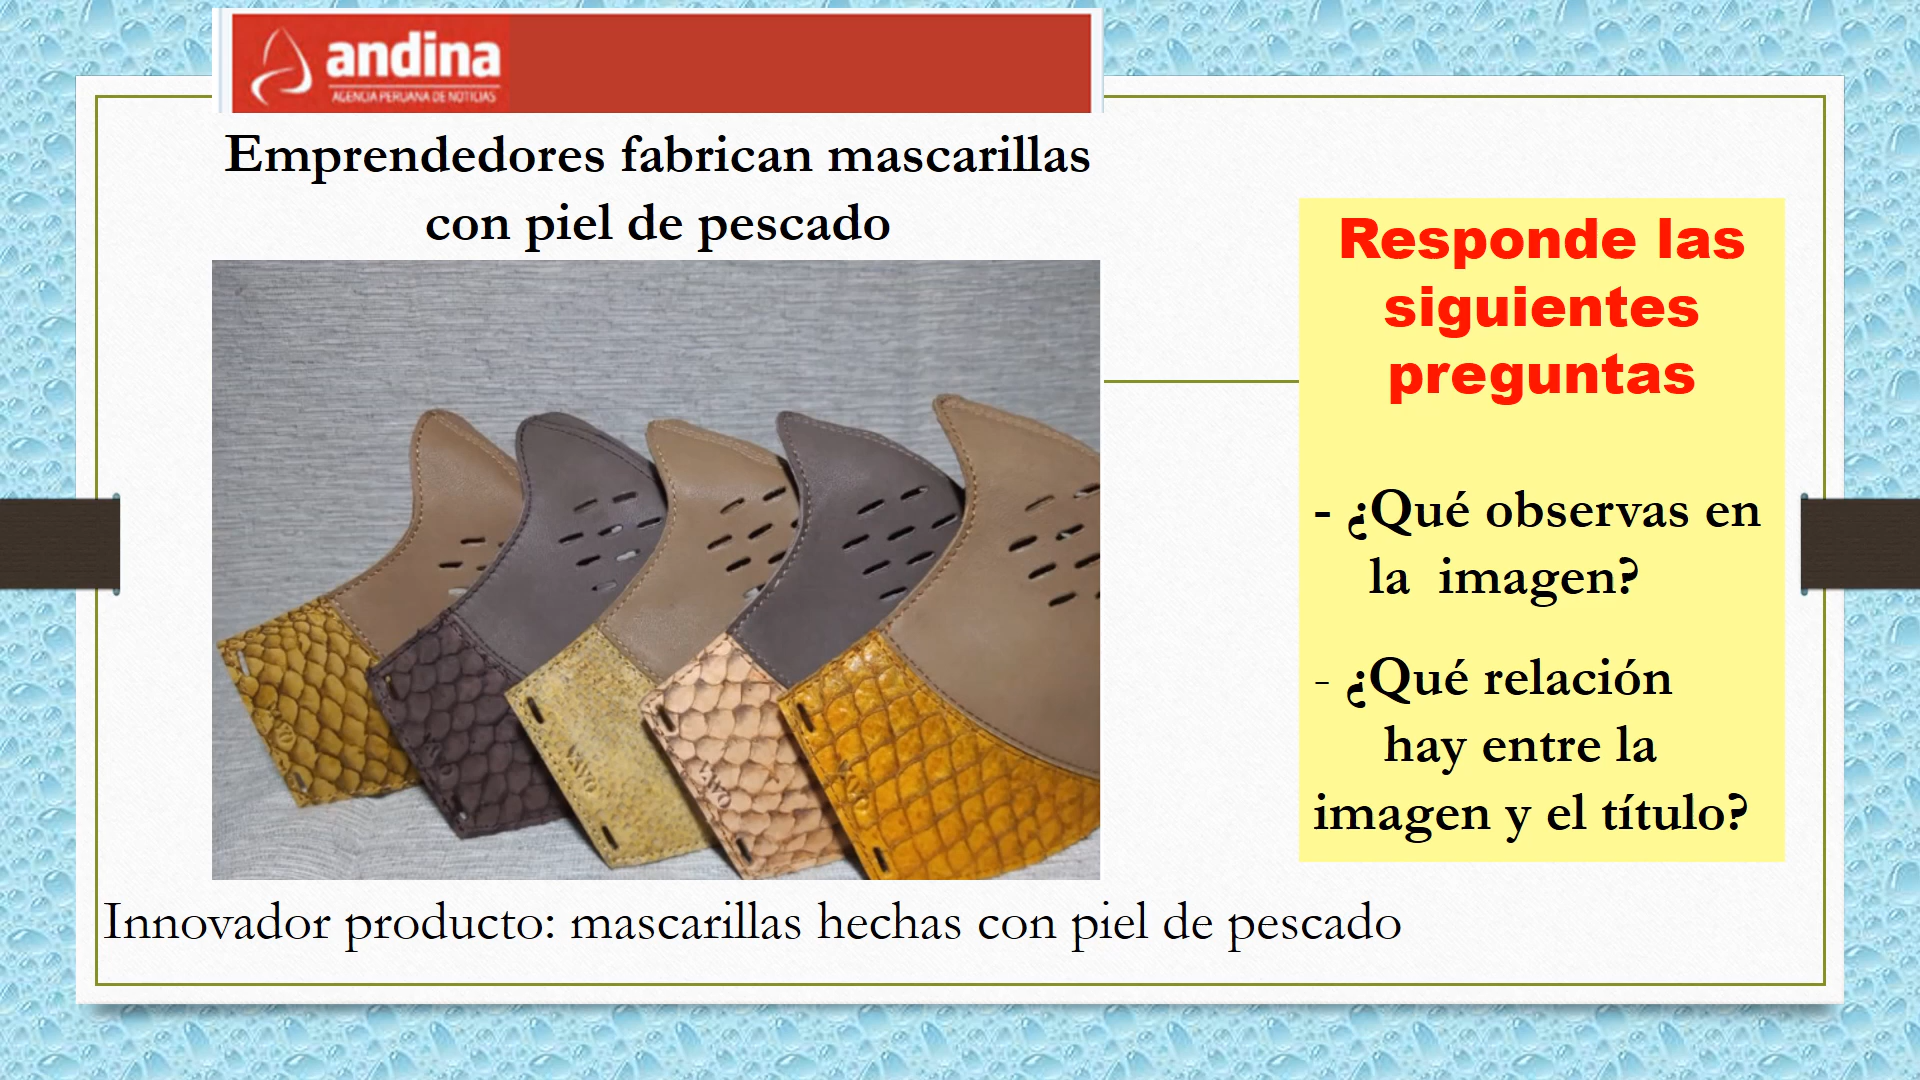 andina
AGENCIA PERUANA DE NOTICIAS
Emprendedores fabrican mascarillas
con piel de pescado
Responde las
siguientes
preguntas
- ¿Qué observas en
la imagen?
- ¿Qué relación
hay entre la
imagen y el título?
Innovador producto: mascarillas hechas con piel de pescado